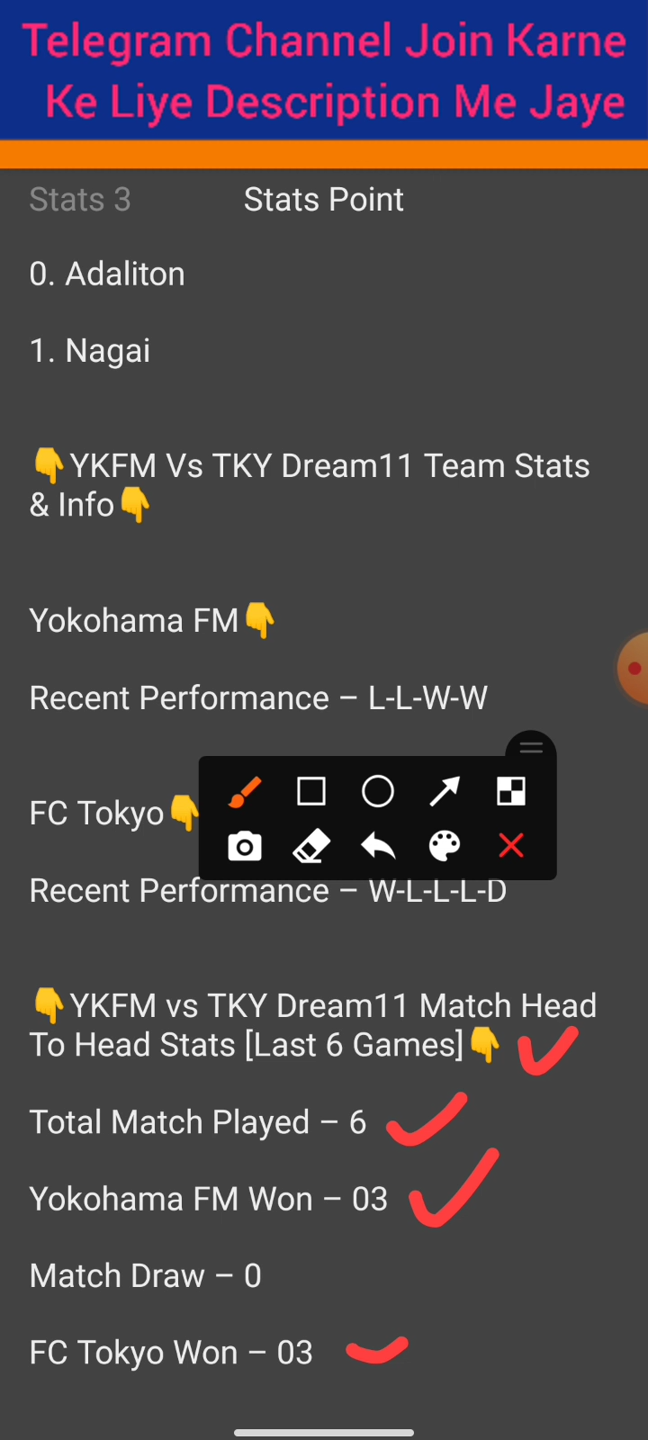 Telegram Channel Join Karne
Ke Liye Description Me Jaye
Stats 3 Stats Point
0. Adaliton
1. Nagai
👇YKFM Vs TKY Dream11 Team Stats
& Info👇
Yokohama FM👇
Recent Performance – L-L-W-W
FC Tokyo👇
Recent Performance – W-L-L-L-D
👇YKFM vs TKY Dream11 Match Head
To Head Stats [Last 6 Games]👇
Total Match Played – 6
Yokohama FM Won – 03
Match Draw – 0
FC Tokyo Won – 03